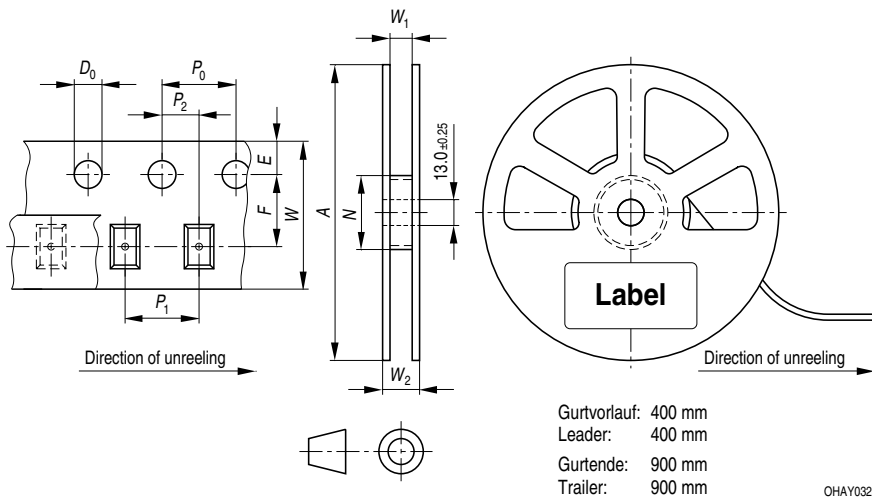 W1
D0
P0
P2
E
F
W
A
N
13.0 ±0.25
Label
P1
W2
Direction of unreeling
Direction of unreeling
Gurtvorlauf: 400 mm
Leader: 400 mm
Gurtende: 900 mm
Trailer: 900 mm
OHAY032